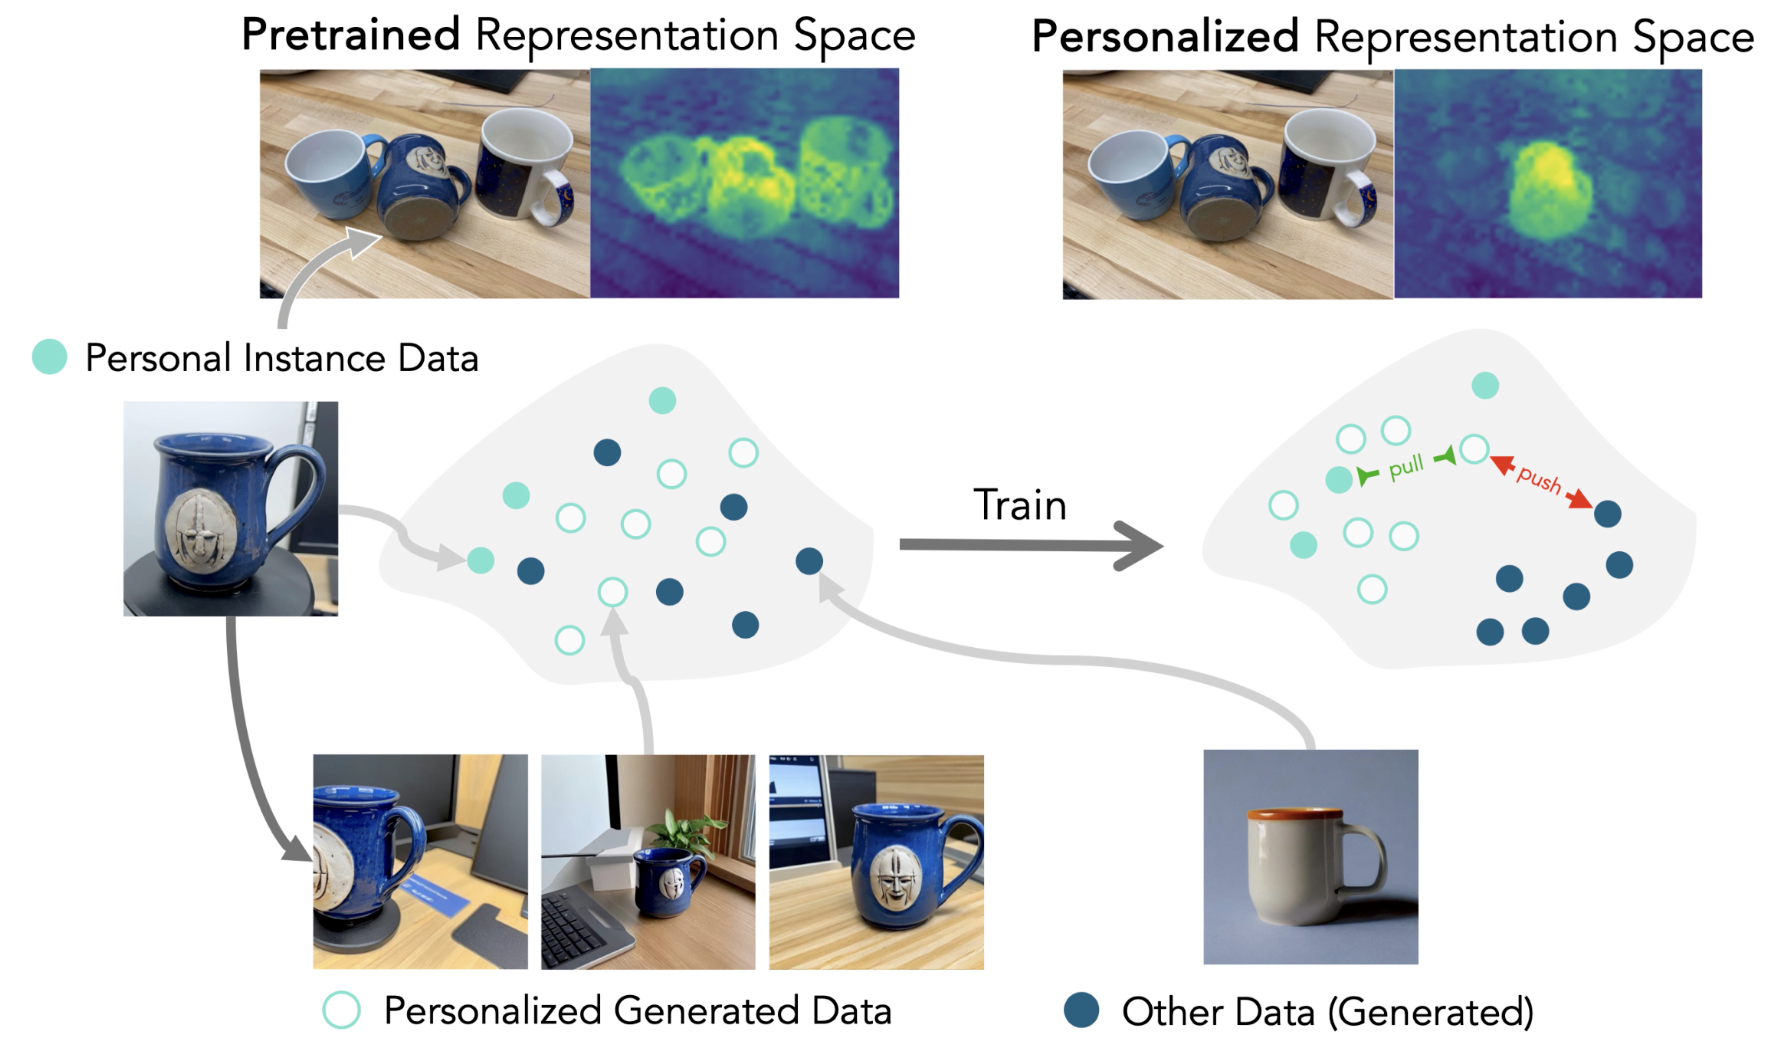 Pretrained Representation Space
Personalized Representation Space
Personal Instance Data
pull
push
Train
Personalized Generated Data
Other Data (Generated)